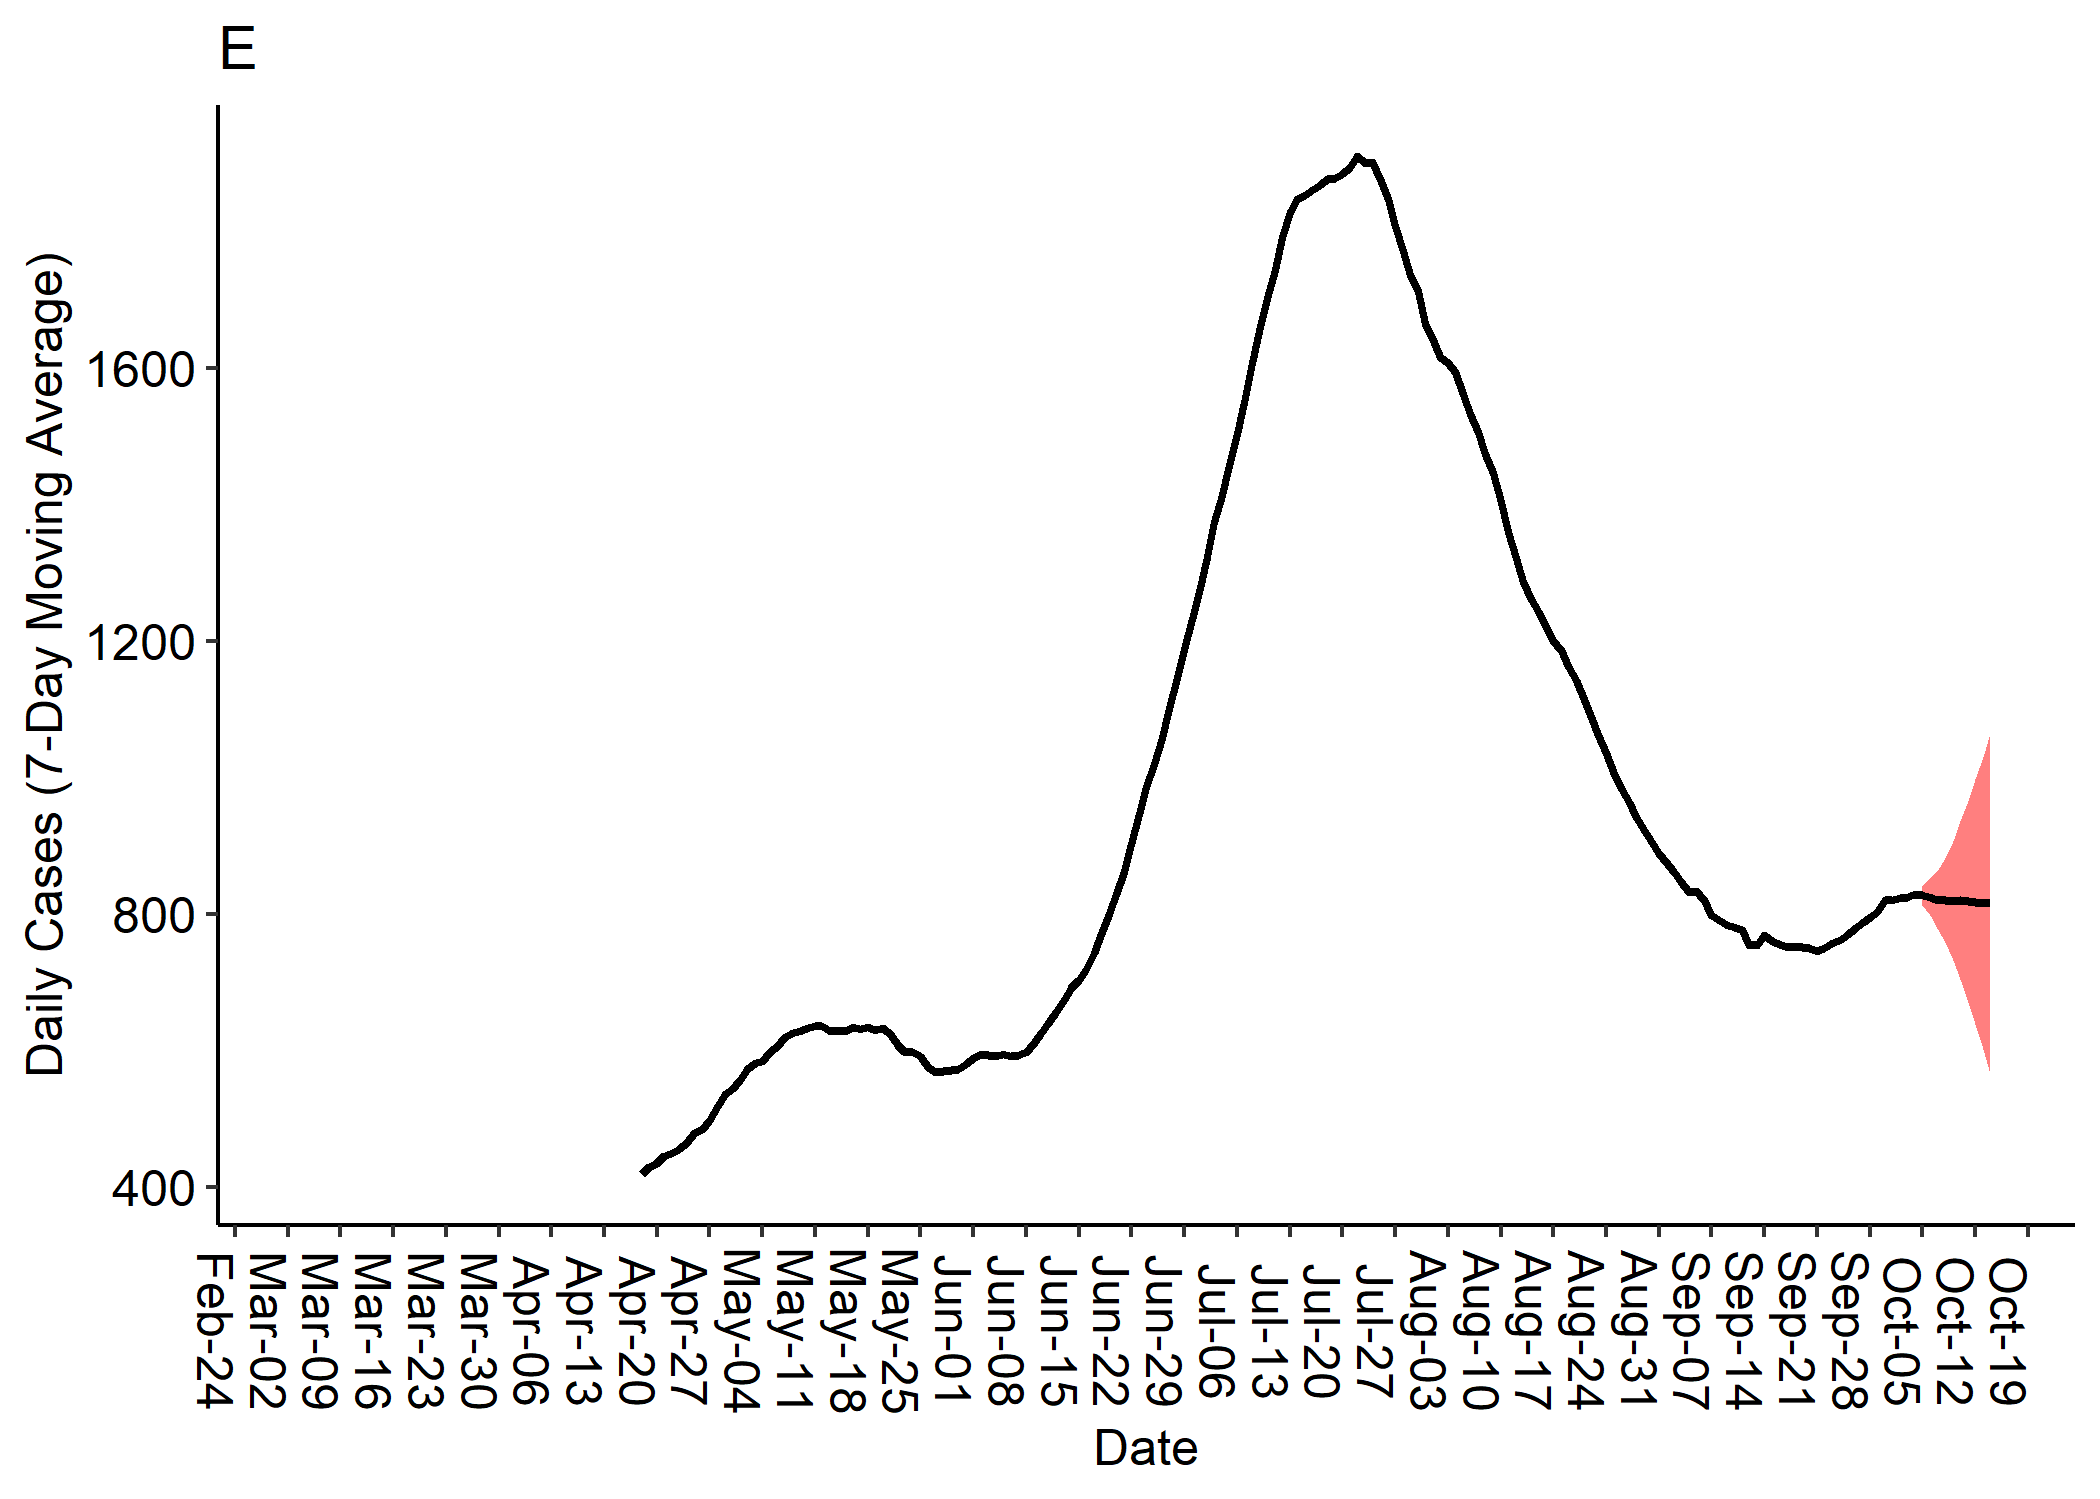 E
Daily Cases (7-Day Moving Average)
1600
1200
800
400
Feb-24
Mar-02
Mar-09
Mar-16
Mar-23
Mar-30
Apr-06
Apr-13
Apr-20
Apr-27
May-04
May-11
May-18
May-25
Jun-01
Jun-08
Jun-15
Jun-22
Jun-29
Jul-06
Jul-13
Jul-20
Jul-27
Aug-03
Aug-10
Aug-17
Aug-24
Aug-31
Sep-07
Sep-14
Sep-21
Sep-28
Oct-05
Oct-12
Oct-19
Date